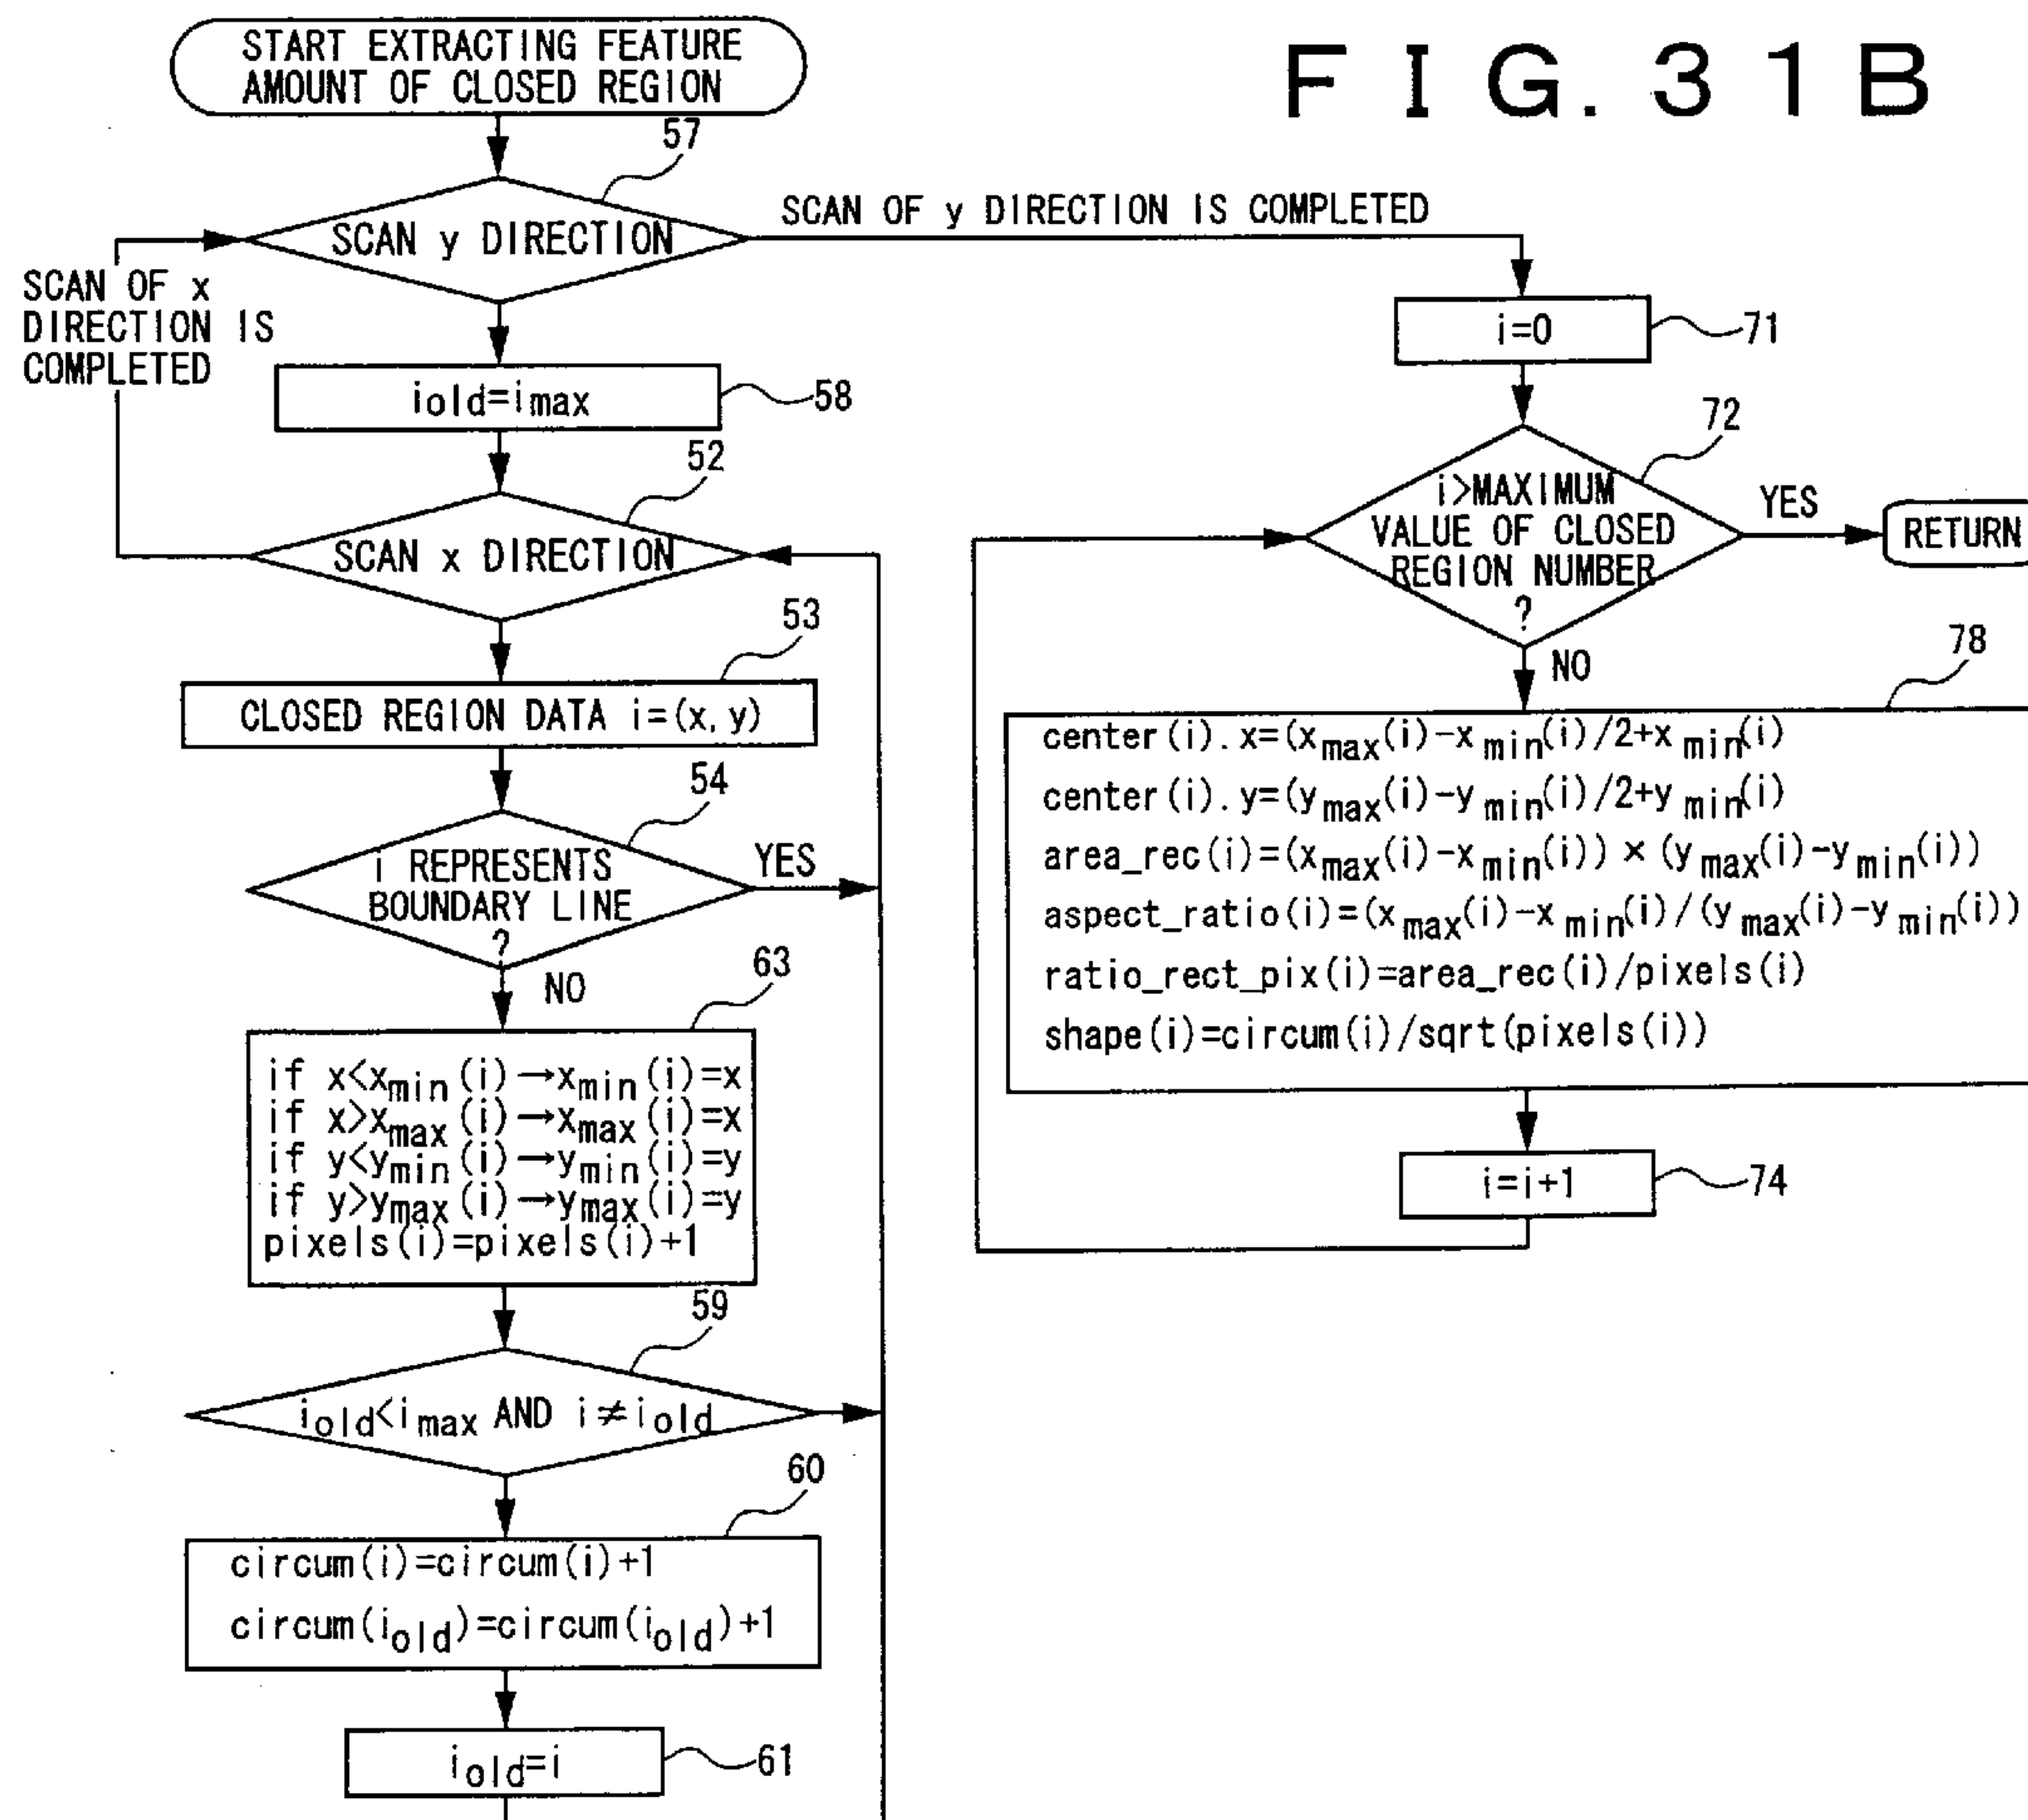 FIG. 31B
START EXTRACTING FEATURE
AMOUNT OF CLOSED REGION
57
SCAN y DIRECTION
SCAN OF y DIRECTION IS COMPLETED
SCAN OF x
DIRECTION IS
COMPLETED
iold=imax
58
52
SCAN x DIRECTION
53
CLOSED REGION DATA i=(x,y)
54
i REPRESENTS
BOUNDARY LINE
?
YES
NO
63
if x<xmin(i)→xmin(i)=x
if x>xmax(i)→xmax(i)=x
if y<ymin(i)→ymin(i)=y
if y>ymax(i)→ymax(i)=y
pixels(i)=pixels(i)+1
59
iold<imax AND i≠iold
60
circum(i)=circum(i)+1
circum(iold)=circum(iold)+1
iold=i
61
i=0
71
72
i>MAXIMUM
VALUE OF CLOSED
REGION NUMBER
?
YES
RETURN
NO
78
center(i).x=(xmax(i)-xmin(i)/2+xmin(i)
center(i).y=(ymax(i)-ymin(i)/2+ymin(i)
area_rec(i)=(xmax(i)-xmin(i))×(ymax(i)-ymin(i))
aspect_ratio(i)=(xmax(i)-xmin(i)/(ymax(i)-ymin(i))
ratio_rect_pix(i)=area_rec(i)/pixels(i)
shape(i)=circum(i)/sqrt(pixels(i))
i=i+1
74